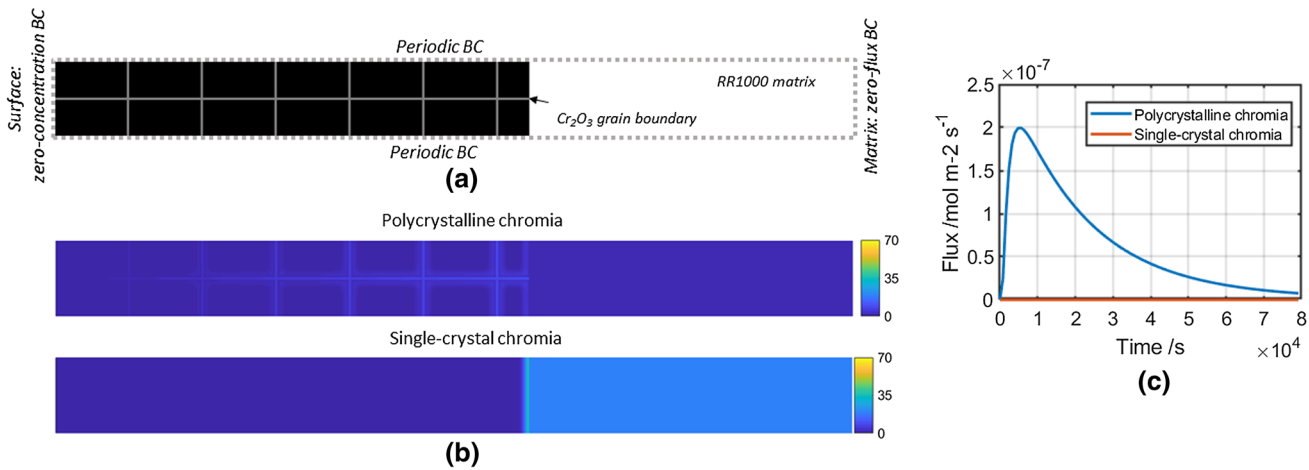 Surface:
zero-concentration BC
Periodic BC
RR1000 matrix
Cr2O3 grain boundary
Periodic BC
Matrix: zero-flux BC
(a)
Polycrystalline chromia
70
35
0
Single-crystal chromia
70
35
0
(b)
×10⁻⁷
2.5
2
1.5
1
0.5
0
Flux /mol m-2 s⁻¹
Polycrystalline chromia
Single-crystal chromia
0 1 2 3 4 5 6 7 8
Time /s
×10⁴
(c)